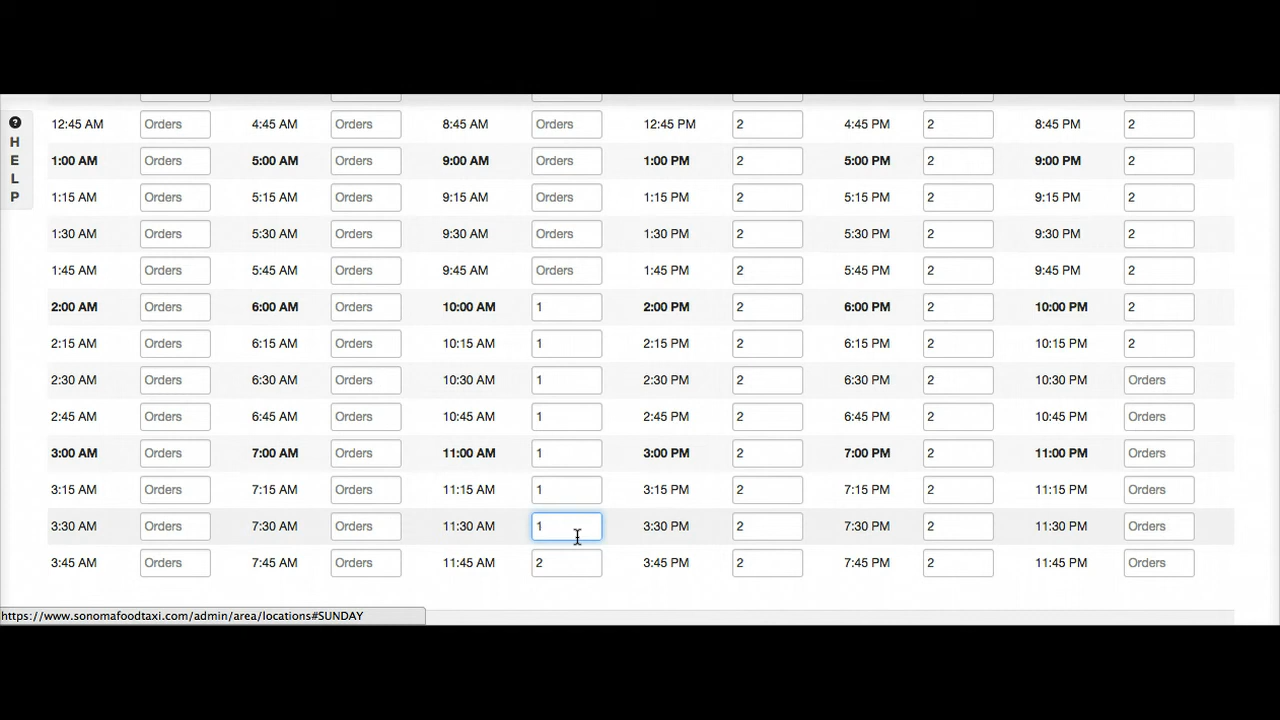 12:45 AM Orders 4:45 AM Orders 8:45 AM Orders 12:45 PM 2 4:45 PM 2 8:45 PM 2
1:00 AM Orders 5:00 AM Orders 9:00 AM Orders 1:00 PM 2 5:00 PM 2 9:00 PM 2
1:15 AM Orders 5:15 AM Orders 9:15 AM Orders 1:15 PM 2 5:15 PM 2 9:15 PM 2
1:30 AM Orders 5:30 AM Orders 9:30 AM Orders 1:30 PM 2 5:30 PM 2 9:30 PM 2
1:45 AM Orders 5:45 AM Orders 9:45 AM Orders 1:45 PM 2 5:45 PM 2 9:45 PM 2
2:00 AM Orders 6:00 AM Orders 10:00 AM 1 2:00 PM 2 6:00 PM 2 10:00 PM 2
2:15 AM Orders 6:15 AM Orders 10:15 AM 1 2:15 PM 2 6:15 PM 2 10:15 PM 2
2:30 AM Orders 6:30 AM Orders 10:30 AM 1 2:30 PM 2 6:30 PM 2 10:30 PM Orders
2:45 AM Orders 6:45 AM Orders 10:45 AM 1 2:45 PM 2 6:45 PM 2 10:45 PM Orders
3:00 AM Orders 7:00 AM Orders 11:00 AM 1 3:00 PM 2 7:00 PM 2 11:00 PM Orders
3:15 AM Orders 7:15 AM Orders 11:15 AM 1 3:15 PM 2 7:15 PM 2 11:15 PM Orders
3:30 AM Orders 7:30 AM Orders 11:30 AM 1 3:30 PM 2 7:30 PM 2 11:30 PM Orders
3:45 AM Orders 7:45 AM Orders 11:45 AM 2 3:45 PM 2 7:45 PM 2 11:45 PM Orders
? HELP
https://www.sonomafoodtaxi.com/admin/area/locations#SUNDAY